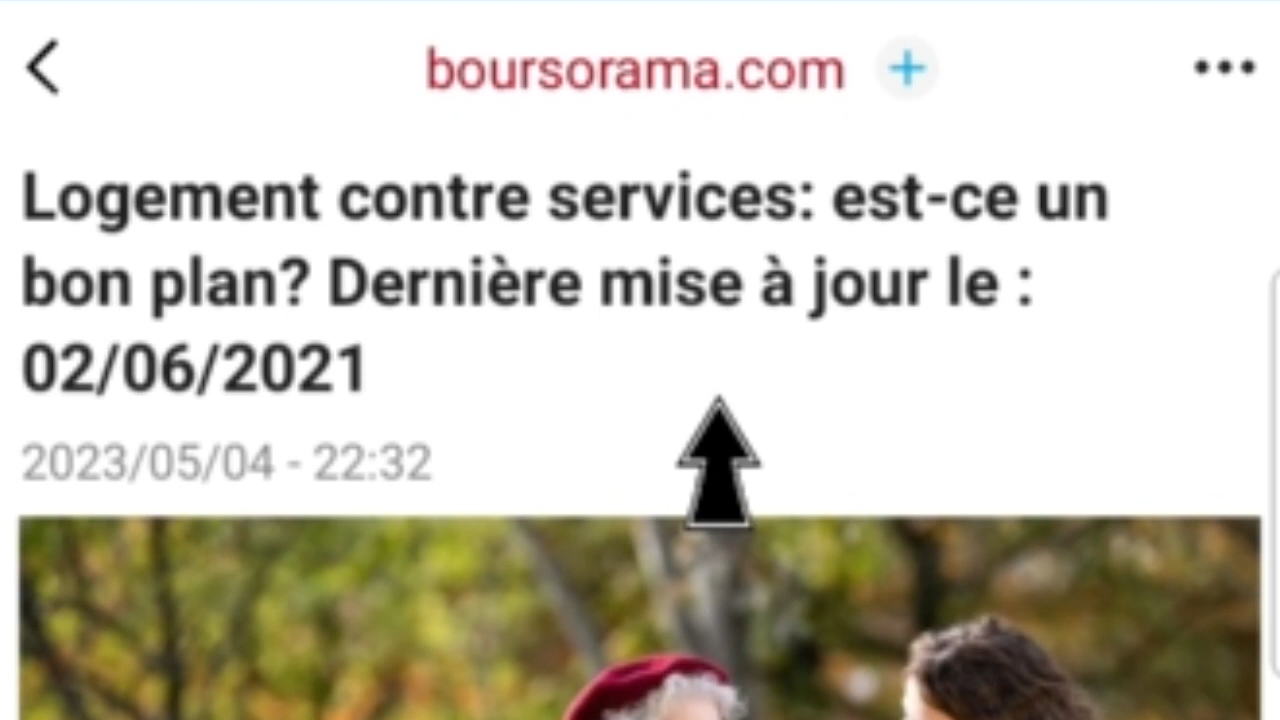 boursorama.com
Logement contre services: est-ce un
bon plan? Dernière mise à jour le :
02/06/2021
2023/05/04 - 22:32